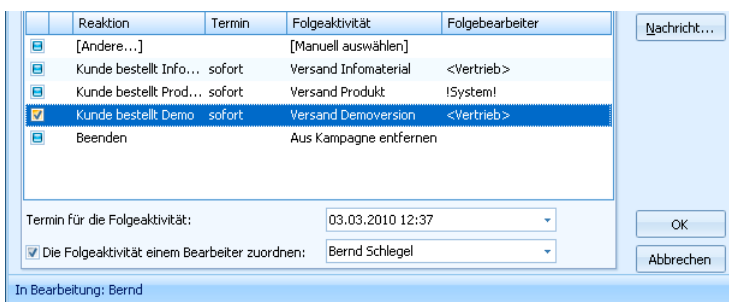 Reaktion Termin Folgeaktivität Folgebearbeiter
Nachricht...
[Andere...] [Manuell auswählen]
Kunde bestellt Info... sofort Versand Infomaterial <Vertrieb>
Kunde bestellt Prod... sofort Versand Produkt !System!
Kunde bestellt Demo sofort Versand Demoversion <Vertrieb>
Beenden Aus Kampagne entfernen
Termin für die Folgeaktivität: 03.03.2010 12:37
OK
Die Folgeaktivität einem Bearbeiter zuordnen: Bernd Schlegel
Abbrechen
In Bearbeitung: Bernd